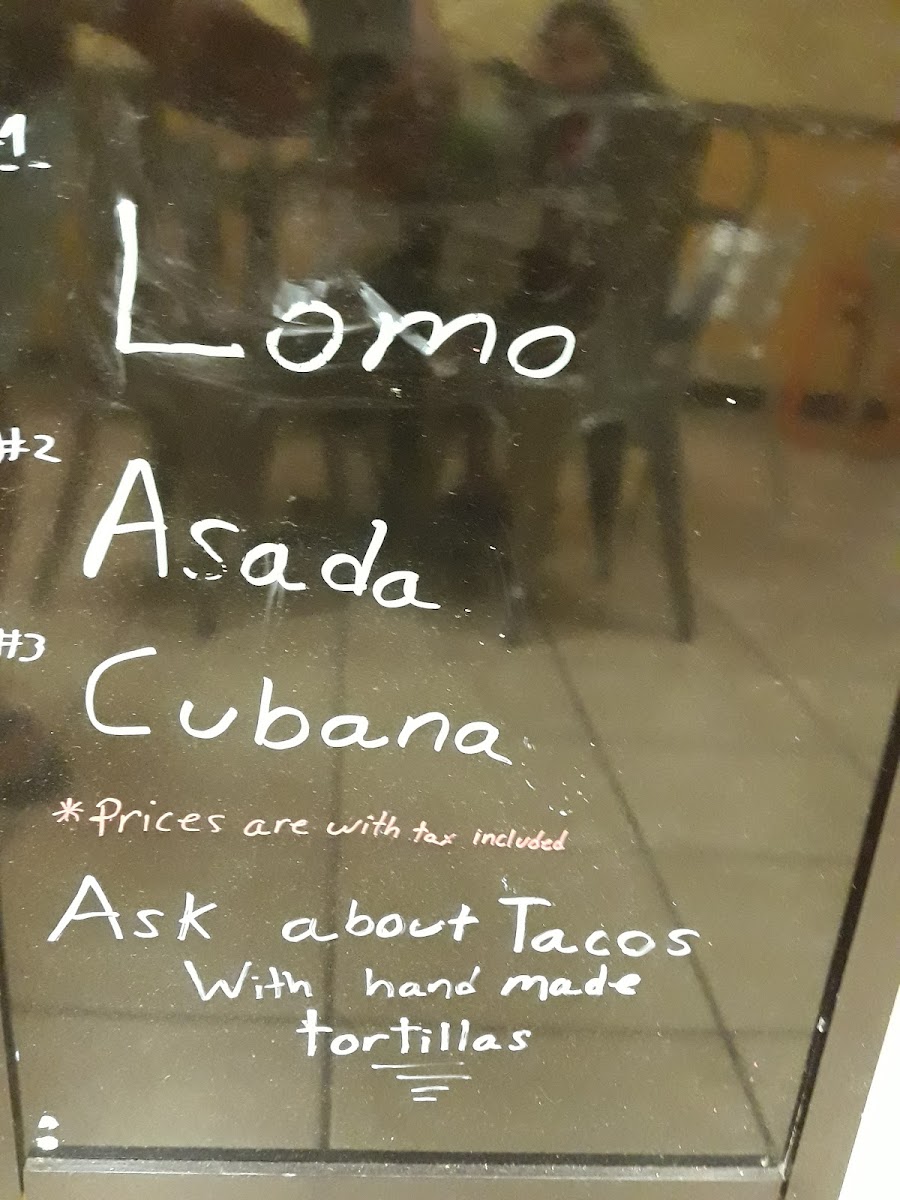 1
Lomo
#2
Asada
#3
Cubana
*Prices are with tax included
Ask about Tacos
With hand made
tortillas